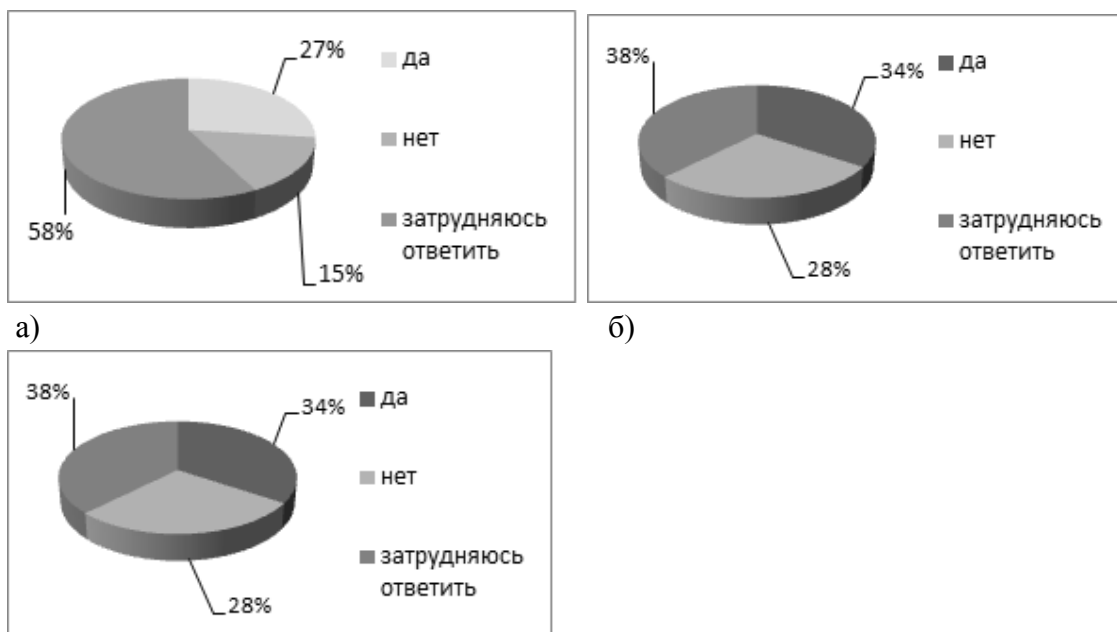 27%
да
нет
затрудняюсь
ответить
58%
15%
38%
34%
да
нет
затрудняюсь
ответить
28%
а)
б)
38%
34%
да
нет
затрудняюсь
ответить
28%